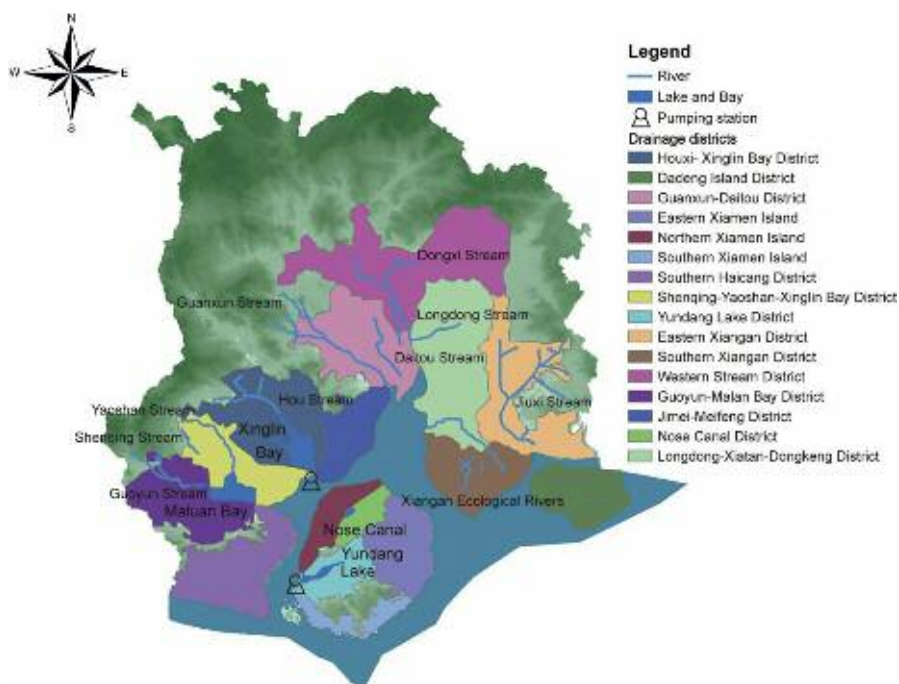 N
W
E
S
Legend
River
Lake and Bay
Pumping station
Drainage districts
Houxi- Xinglin Bay District
Dadeng Island District
Guanxun-Daitou District
Eastern Xiamen Island
Northern Xiamen Island
Southern Xiamen Island
Southern Haicang District
Shenqing-Yaoshan-Xinglin Bay District
Yundang Lake District
Eastern Xiangan District
Southern Xiangan District
Western Stream District
Guoyun-Malan Bay District
Jimei-Meifeng District
Nose Canal District
Longdong-Xiatan-Dongkeng District
Dongxi Stream
Guanxun Stream
Longdong Stream
Daitou Stream
Hou Stream
Jiuxi Stream
Yaoshan Stream
Shenqing Stream
Xinglin
Bay
Guoyun Stream
Maluan Bay
Xiangan Ecological Rivers
Nose Canal
Yundang
Lake